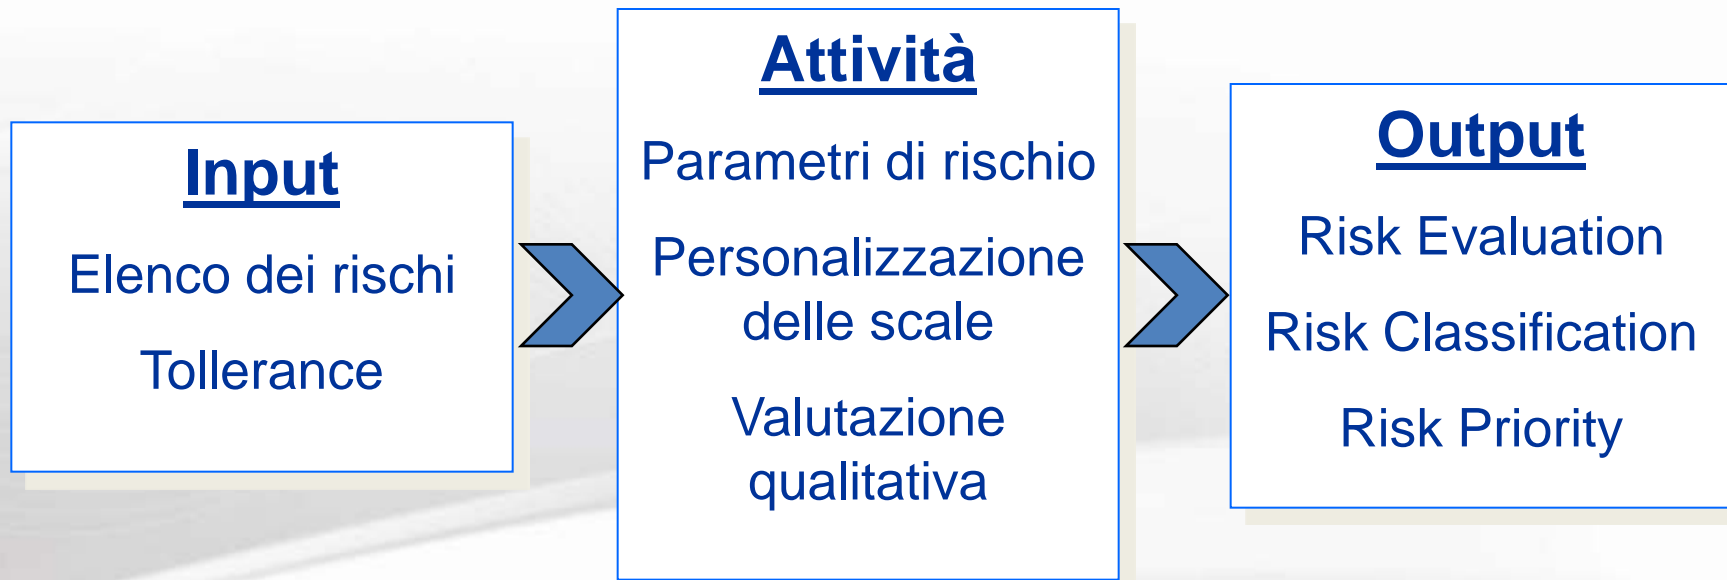 Input
Elenco dei rischi
Tollerance
Attività
Parametri di rischio
Personalizzazione
delle scale
Valutazione
qualitativa
Output
Risk Evaluation
Risk Classification
Risk Priority